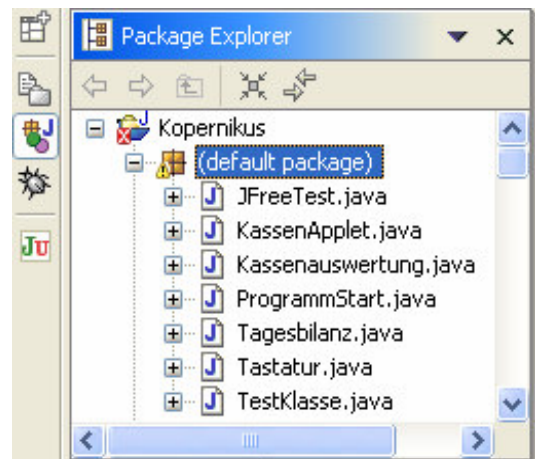 Package Explorer
Kopernikus
(default package)
JFreeTest.java
KassenApplet.java
Kassenauswertung.java
ProgrammStart.java
Tagesbilanz.java
Tastatur.java
TestKlasse.java
JU